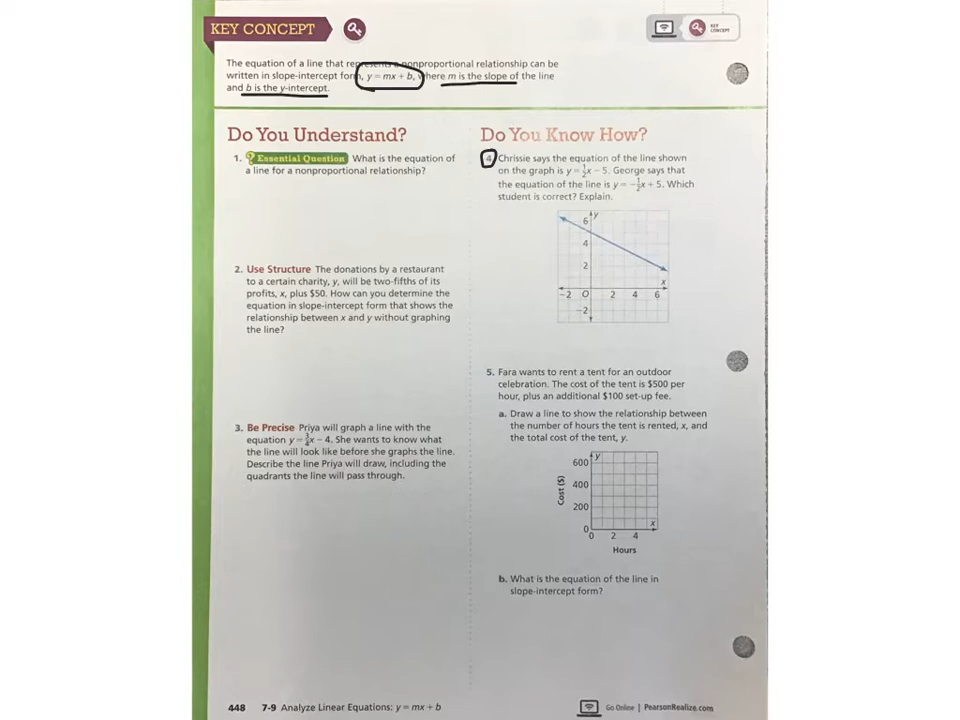 KEY CONCEPT
KEY CONCEPT
The equation of a line that represents a nonproportional relationship can be
written in slope-intercept form, y = mx + b, where m is the slope of the line
and b is the y-intercept.
Do You Understand?
1. ? Essential Question What is the equation of
a line for a nonproportional relationship?
2. Use Structure The donations by a restaurant
to a certain charity, y, will be two-fifths of its
profits, x, plus $50. How can you determine the
equation in slope-intercept form that shows the
relationship between x and y without graphing
the line?
3. Be Precise Priya will graph a line with the
equation y = 3/4x − 4. She wants to know what
the line will look like before she graphs the line.
Describe the line Priya will draw, including the
quadrants the line will pass through.
Do You Know How?
4. Chrissie says the equation of the line shown
on the graph is y = 1/2x − 5. George says that
the equation of the line is y = −1/2x + 5. Which
student is correct? Explain.
y
6
4
2
x
−2 O 2 4 6
−2
5. Fara wants to rent a tent for an outdoor
celebration. The cost of the tent is $500 per
hour, plus an additional $100 set-up fee.
a. Draw a line to show the relationship between
the number of hours the tent is rented, x, and
the total cost of the tent, y.
y
600
400
200
0
Cost ($)
x
0 2 4
Hours
b. What is the equation of the line in
slope-intercept form?
448 7-9 Analyze Linear Equations: y = mx + b
Go Online | PearsonRealize.com